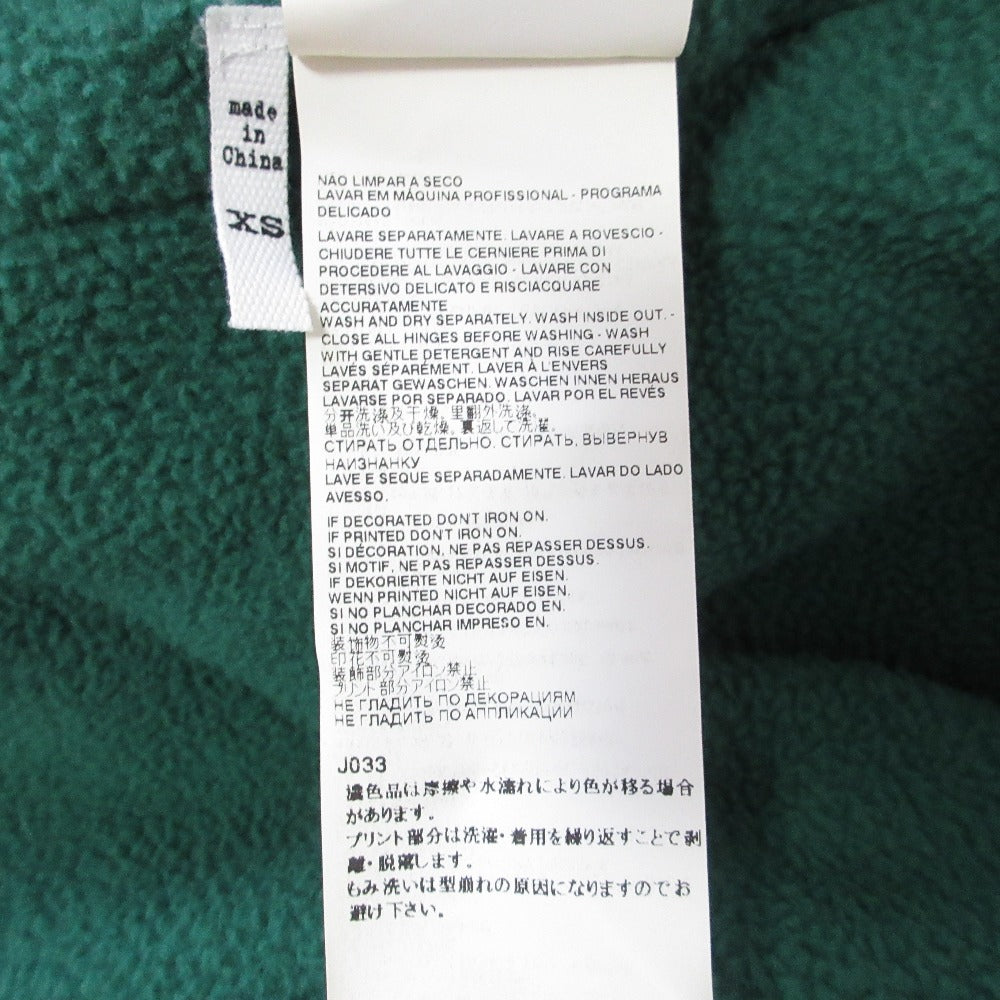 made
in
China
XS
NÃO LIMPAR A SECO
LAVAR EM MÁQUINA PROFISSIONAL - PROGRAMA
DELICADO
LAVARE SEPARATAMENTE. LAVARE A ROVESCIO -
CHIUDERE TUTTE LE CERNIERE PRIMA DI
PROCEDERE AL LAVAGGIO - LAVARE CON
DETERSIVO DELICATO E RISCIACQUARE
ACCURATAMENTE
WASH AND DRY SEPARATELY. WASH INSIDE OUT. -
CLOSE ALL HINGES BEFORE WASHING - WASH
WITH GENTLE DETERGENT AND RISE CAREFULLY
LAVÉS SÉPARÉMENT. LAVER À L'ENVERS
SEPARAT GEWASCHEN. WASCHEN INNEN HERAUS
LAVARSE POR SEPARADO. LAVAR POR EL REVÉS
分开洗涤及干燥。里翻外洗涤。
単品洗い及び乾燥。裏返して洗濯。
СТИРАТЬ ОТДЕЛЬНО. СТИРАТЬ, ВЫВЕРНУВ
НАИЗНАНКУ
LAVE E SEQUE SEPARADAMENTE. LAVAR DO LADO
AVESSO.
IF DECORATED DON'T IRON ON.
IF PRINTED DON'T IRON ON.
SI DÉCORATION, NE PAS REPASSER DESSUS.
SI MOTIF, NE PAS REPASSER DESSUS.
IF DEKORIERTE NICHT AUF EISEN.
WENN PRINTED NICHT AUF EISEN.
SI NO PLANCHAR DECORADO EN.
SI NO PLANCHAR IMPRESO EN.
装饰物不可熨烫
印花不可熨烫
装飾部分アイロン禁止
プリント部分アイロン禁止
НЕ ГЛАДИТЬ ПО ДЕКОРАЦИЯМ
НЕ ГЛАДИТЬ ПО АППЛИКАЦИИ
J033
濃色品は摩擦や水濡れにより色が移る場合
があります。
プリント部分は洗濯・着用を繰り返すことで剥
離・脱落します。
もみ洗いは型崩れの原因になりますのでお
避け下さい。